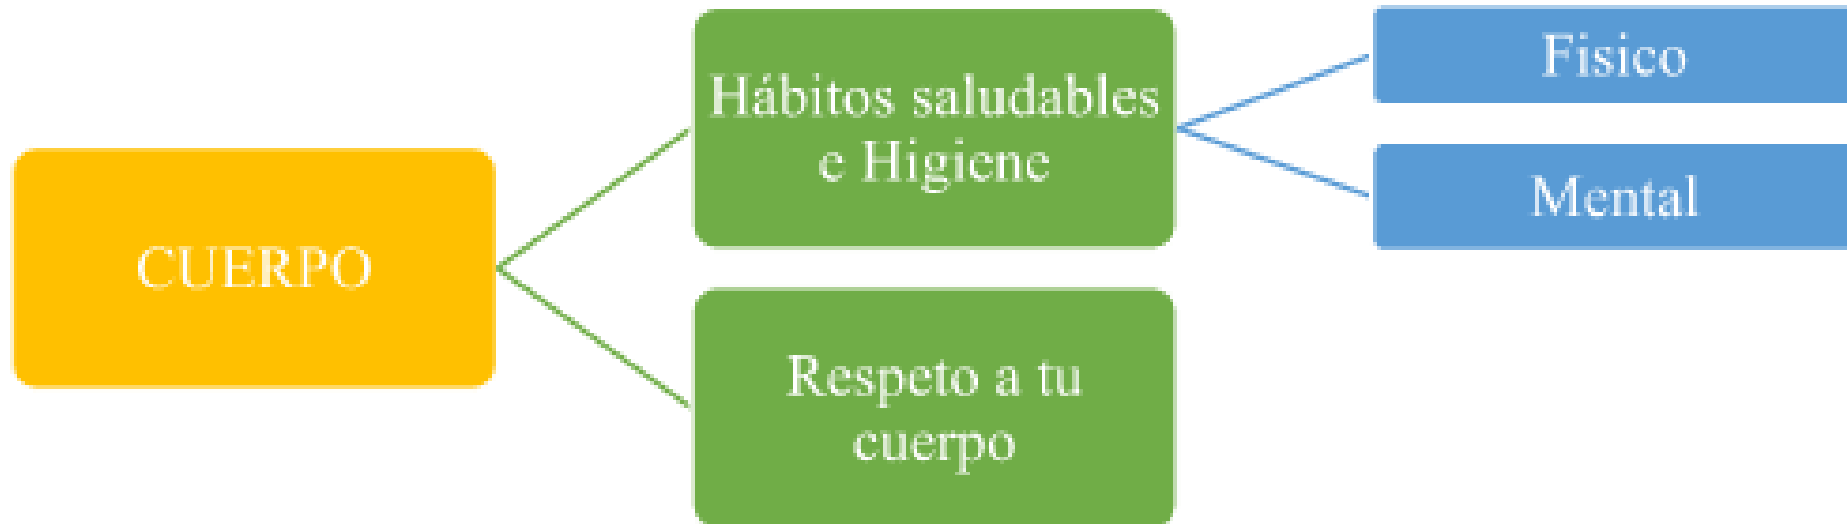 CUERPO
Hábitos saludables
e Higiene
Respeto a tu
cuerpo
Fisico
Mental